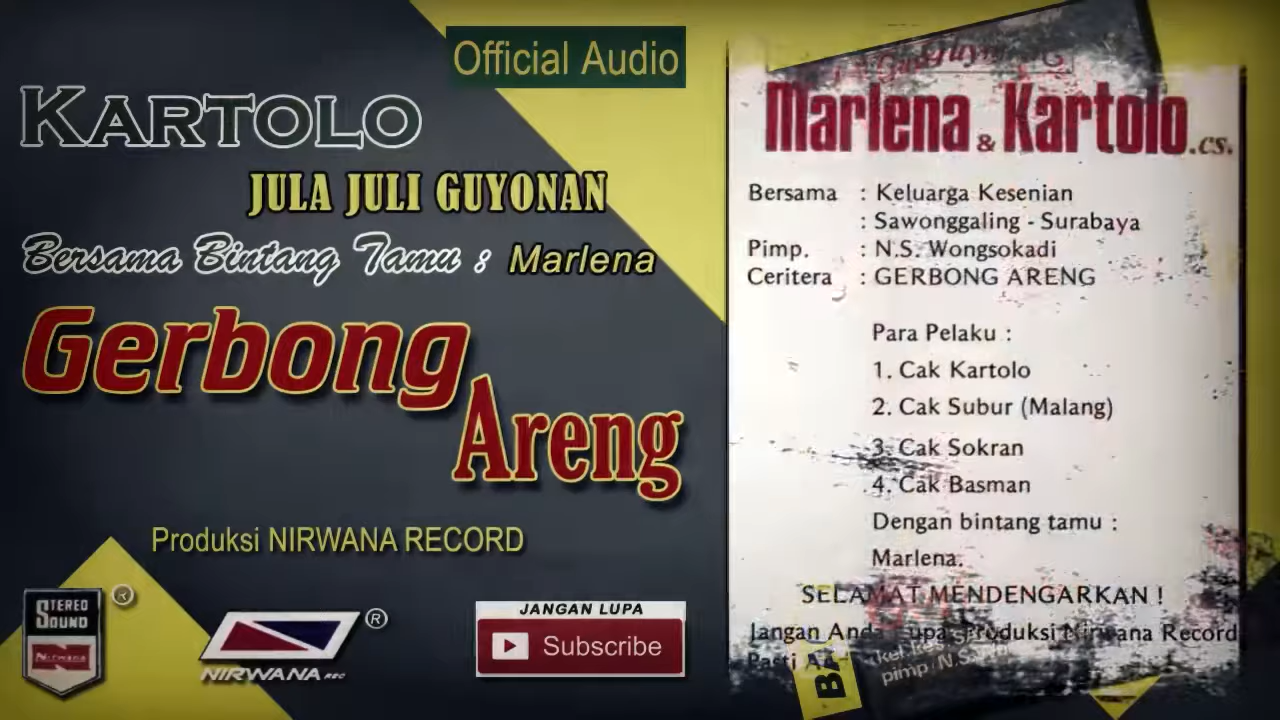 Official Audio
KARTOLO
JULA JULI GUYONAN
Bersama Bintang Tamu : Marlena
Gerbong
Areng
Produksi NIRWANA RECORD
STEREO
SOUND
Nirwana
®
NIRWANA REC
®
JANGAN LUPA
Subscribe
Marlena & Kartolo.cs.
Bersama : Keluarga Kesenian
: Sawonggaling - Surabaya
Pimp. : N.S. Wongsokadi
Ceritera : GERBONG ARENG
Para Pelaku :
1. Cak Kartolo
2. Cak Subur (Malang)
3. Cak Sokran
4. Cak Basman
Dengan bintang tamu :
Marlena.
SELAMAT MENDENGARKAN !
Jangan Anda Lupa, Produksi Nirwana Record
Pasti